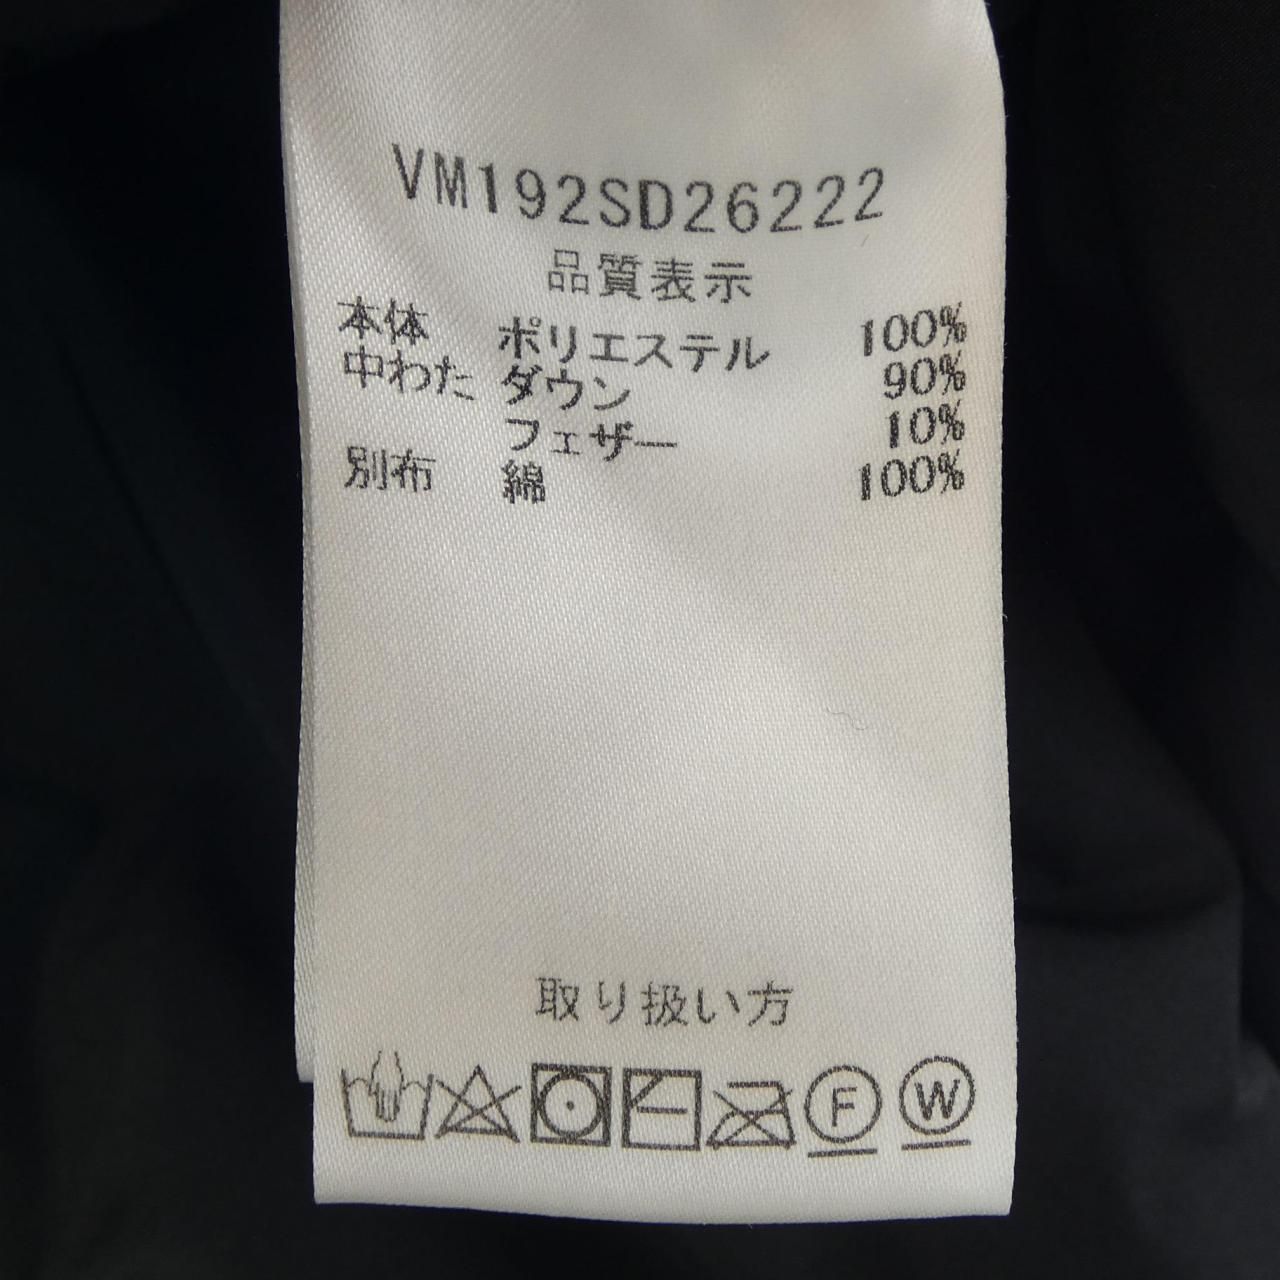 VM192SD26222
品質表示
本体 ポリエステル 100%
中わた ダウン 90%
フェザー 10%
別布 綿 100%
取り扱い方
F W